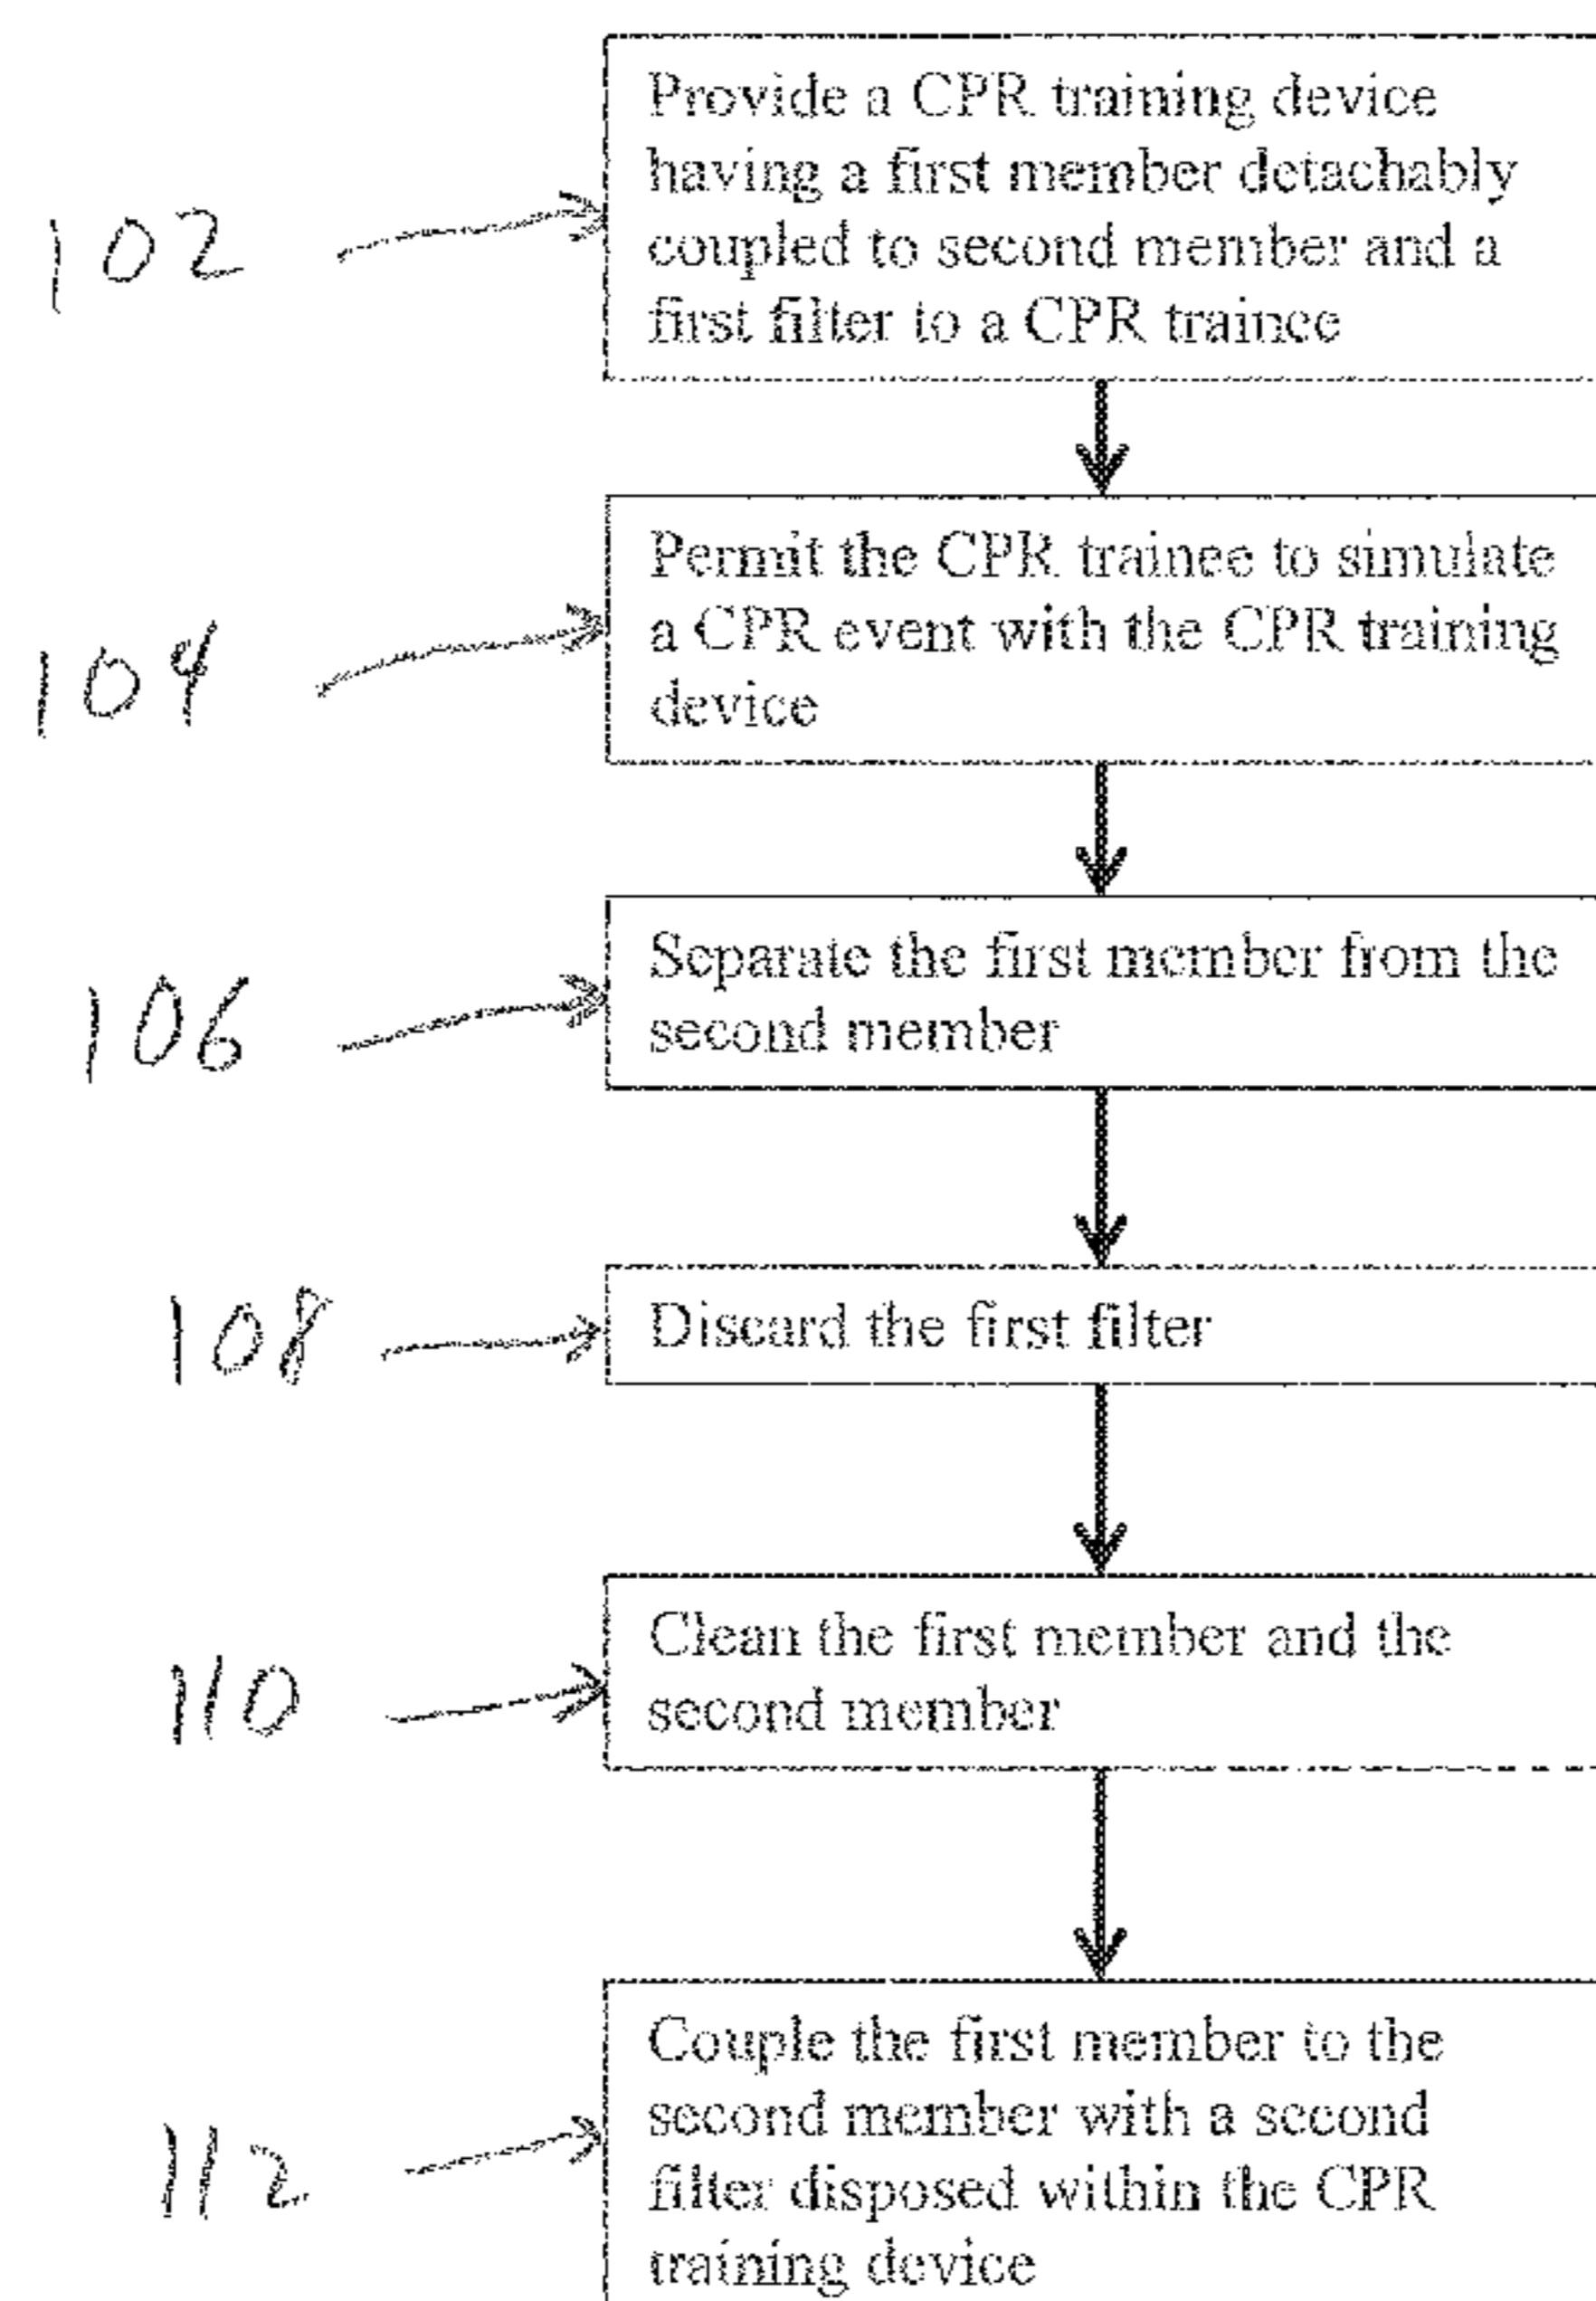 102
Provide a CPR training device
having a first member detachably
coupled to second member and a
first filter to a CPR trainee
104
Permit the CPR trainee to simulate
a CPR event with the CPR training
device
106
Separate the first member from the
second member
108
Discard the first filter
110
Clean the first member and the
second member
112
Couple the first member to the
second member with a second
filter disposed within the CPR
training device